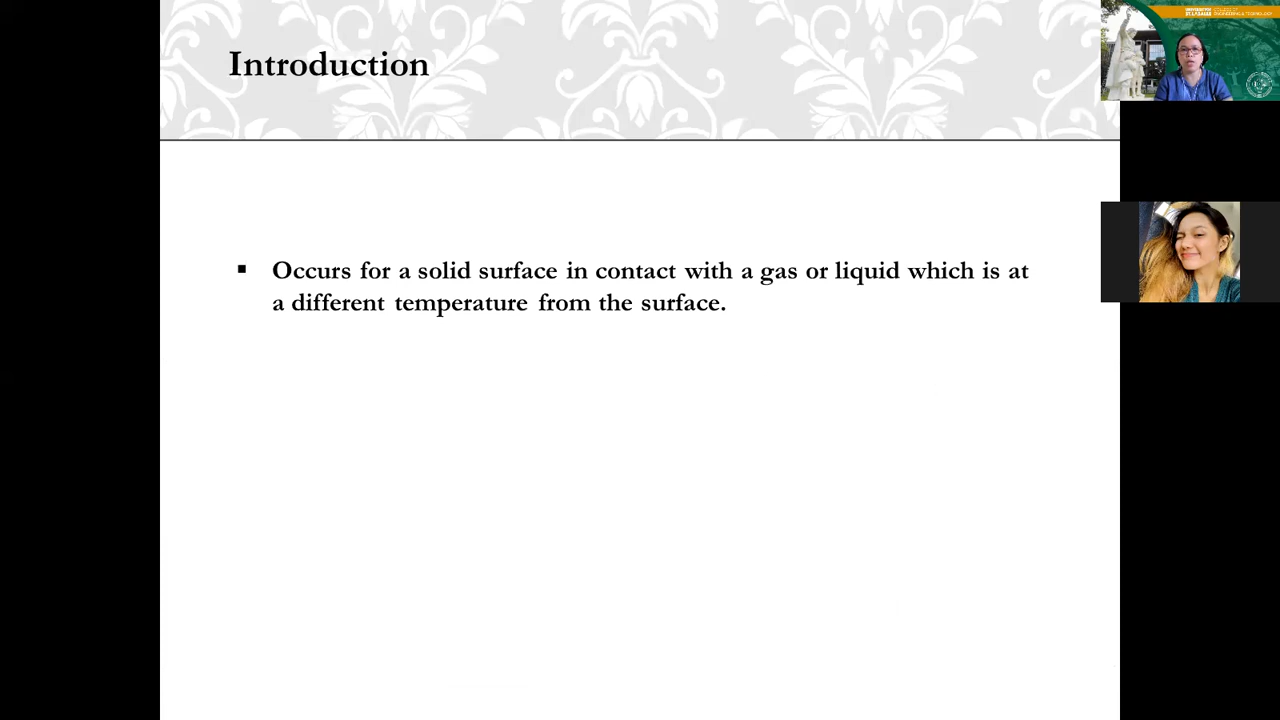 Introduction
▪ Occurs for a solid surface in contact with a gas or liquid which is at
a different temperature from the surface.